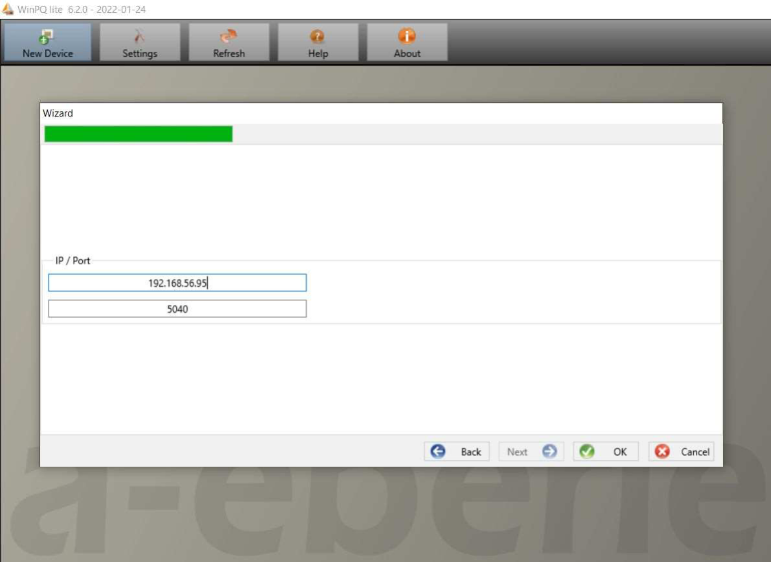 WinPQ lite 6.2.0 - 2022-01-24
New Device Settings Refresh Help About
Wizard
IP / Port
192.168.56.95
5040
Back Next OK Cancel
a-eberle